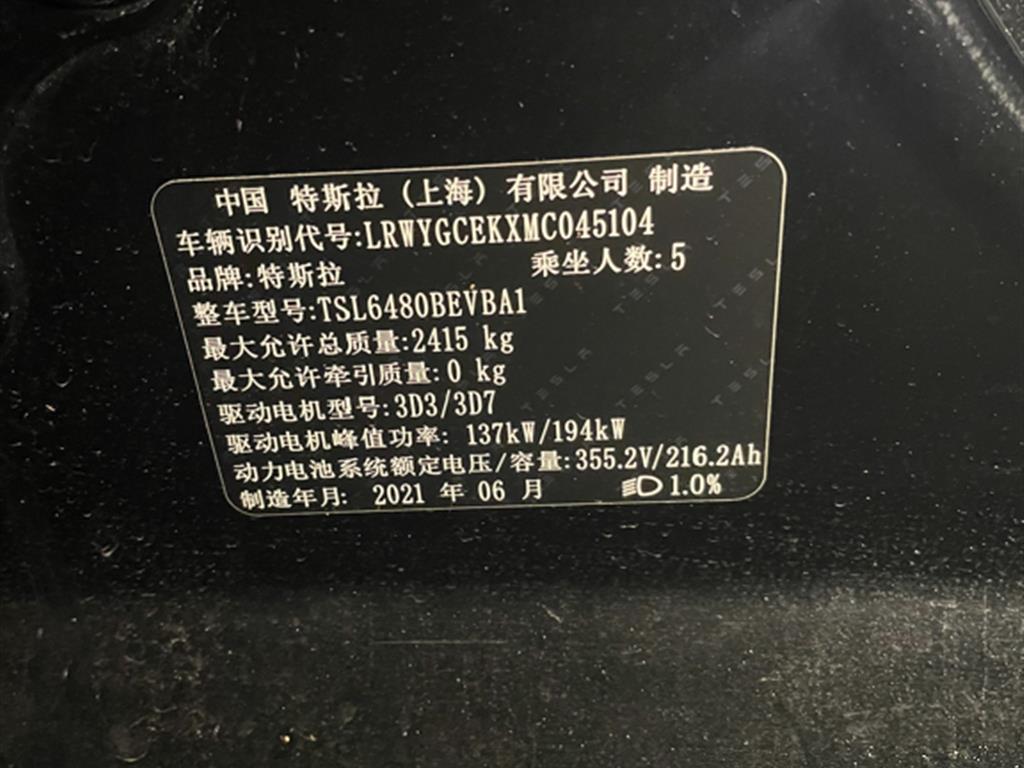 中国 特斯拉 (上海) 有限公司 制造
车辆识别代号:LRWYGCEKXMC045104
品牌:特斯拉 乘坐人数:5
整车型号:TSL6480BEVBA1
最大允许总质量:2415 kg
最大允许牵引质量:0 kg
驱动电机型号:3D3/3D7
驱动电机峰值功率: 137kW/194kW
动力电池系统额定电压/容量:355.2V/216.2Ah
制造年月: 2021 年 06 月 1.0%